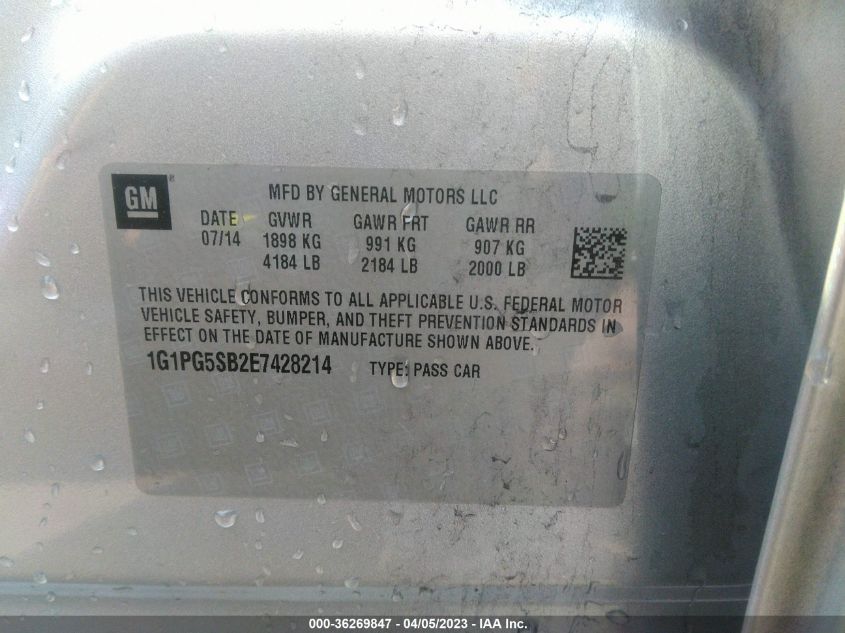 GM ®
MFD BY GENERAL MOTORS LLC
DATE GVWR GAWR FRT GAWR RR
07/14 1898 KG 991 KG 907 KG
4184 LB 2184 LB 2000 LB
THIS VEHICLE CONFORMS TO ALL APPLICABLE U.S. FEDERAL MOTOR
VEHICLE SAFETY, BUMPER, AND THEFT PREVENTION STANDARDS IN
EFFECT ON THE DATE OF MANUFACTURE SHOWN ABOVE.
1G1PG5SB2E7428214 TYPE: PASS CAR
000-36269847 - 04/05/2023 - IAA Inc.